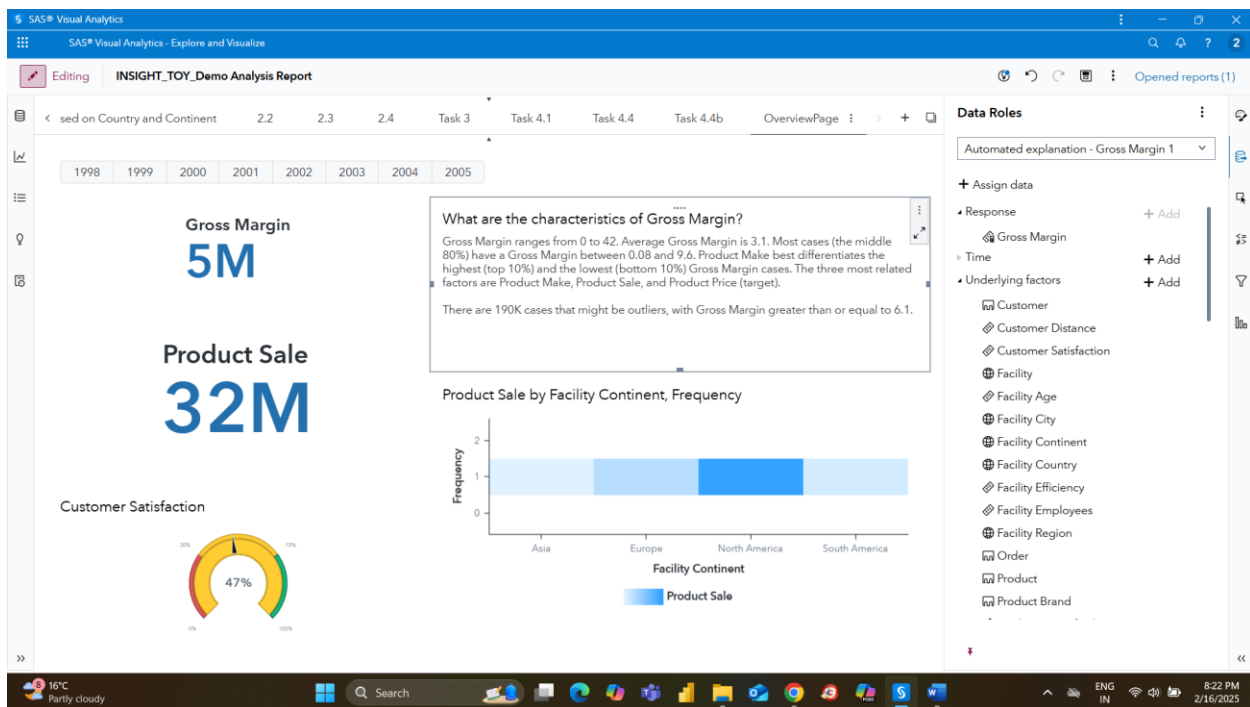 SAS® Visual Analytics
SAS® Visual Analytics - Explore and Visualize
2
Editing
INSIGHT_TOY_Demo Analysis Report
Opened reports (1)
sed on Country and Continent
2.2
2.3
2.4
Task 3
Task 4.1
Task 4.4
Task 4.4b
OverviewPage
1998
1999
2000
2001
2002
2003
2004
2005
Gross Margin
5M
Product Sale
32M
Customer Satisfaction
30%
70%
47%
0%
100%
What are the characteristics of Gross Margin?
Gross Margin ranges from 0 to 42. Average Gross Margin is 3.1. Most cases (the middle
80%) have a Gross Margin between 0.08 and 9.6. Product Make best differentiates the
highest (top 10%) and the lowest (bottom 10%) Gross Margin cases. The three most related
factors are Product Make, Product Sale, and Product Price (target).
There are 190K cases that might be outliers, with Gross Margin greater than or equal to 6.1.
Product Sale by Facility Continent, Frequency
Frequency
2
1
0
Asia
Europe
North America
South America
Facility Continent
Product Sale
Data Roles
Automated explanation - Gross Margin 1
+ Assign data
Response
+ Add
Gross Margin
Time
+ Add
Underlying factors
+ Add
Customer
Customer Distance
Customer Satisfaction
Facility
Facility Age
Facility City
Facility Continent
Facility Country
Facility Efficiency
Facility Employees
Facility Region
Order
Product
Product Brand
8
16°C
Partly cloudy
Search
ENG
IN
8:22 PM
2/16/2025